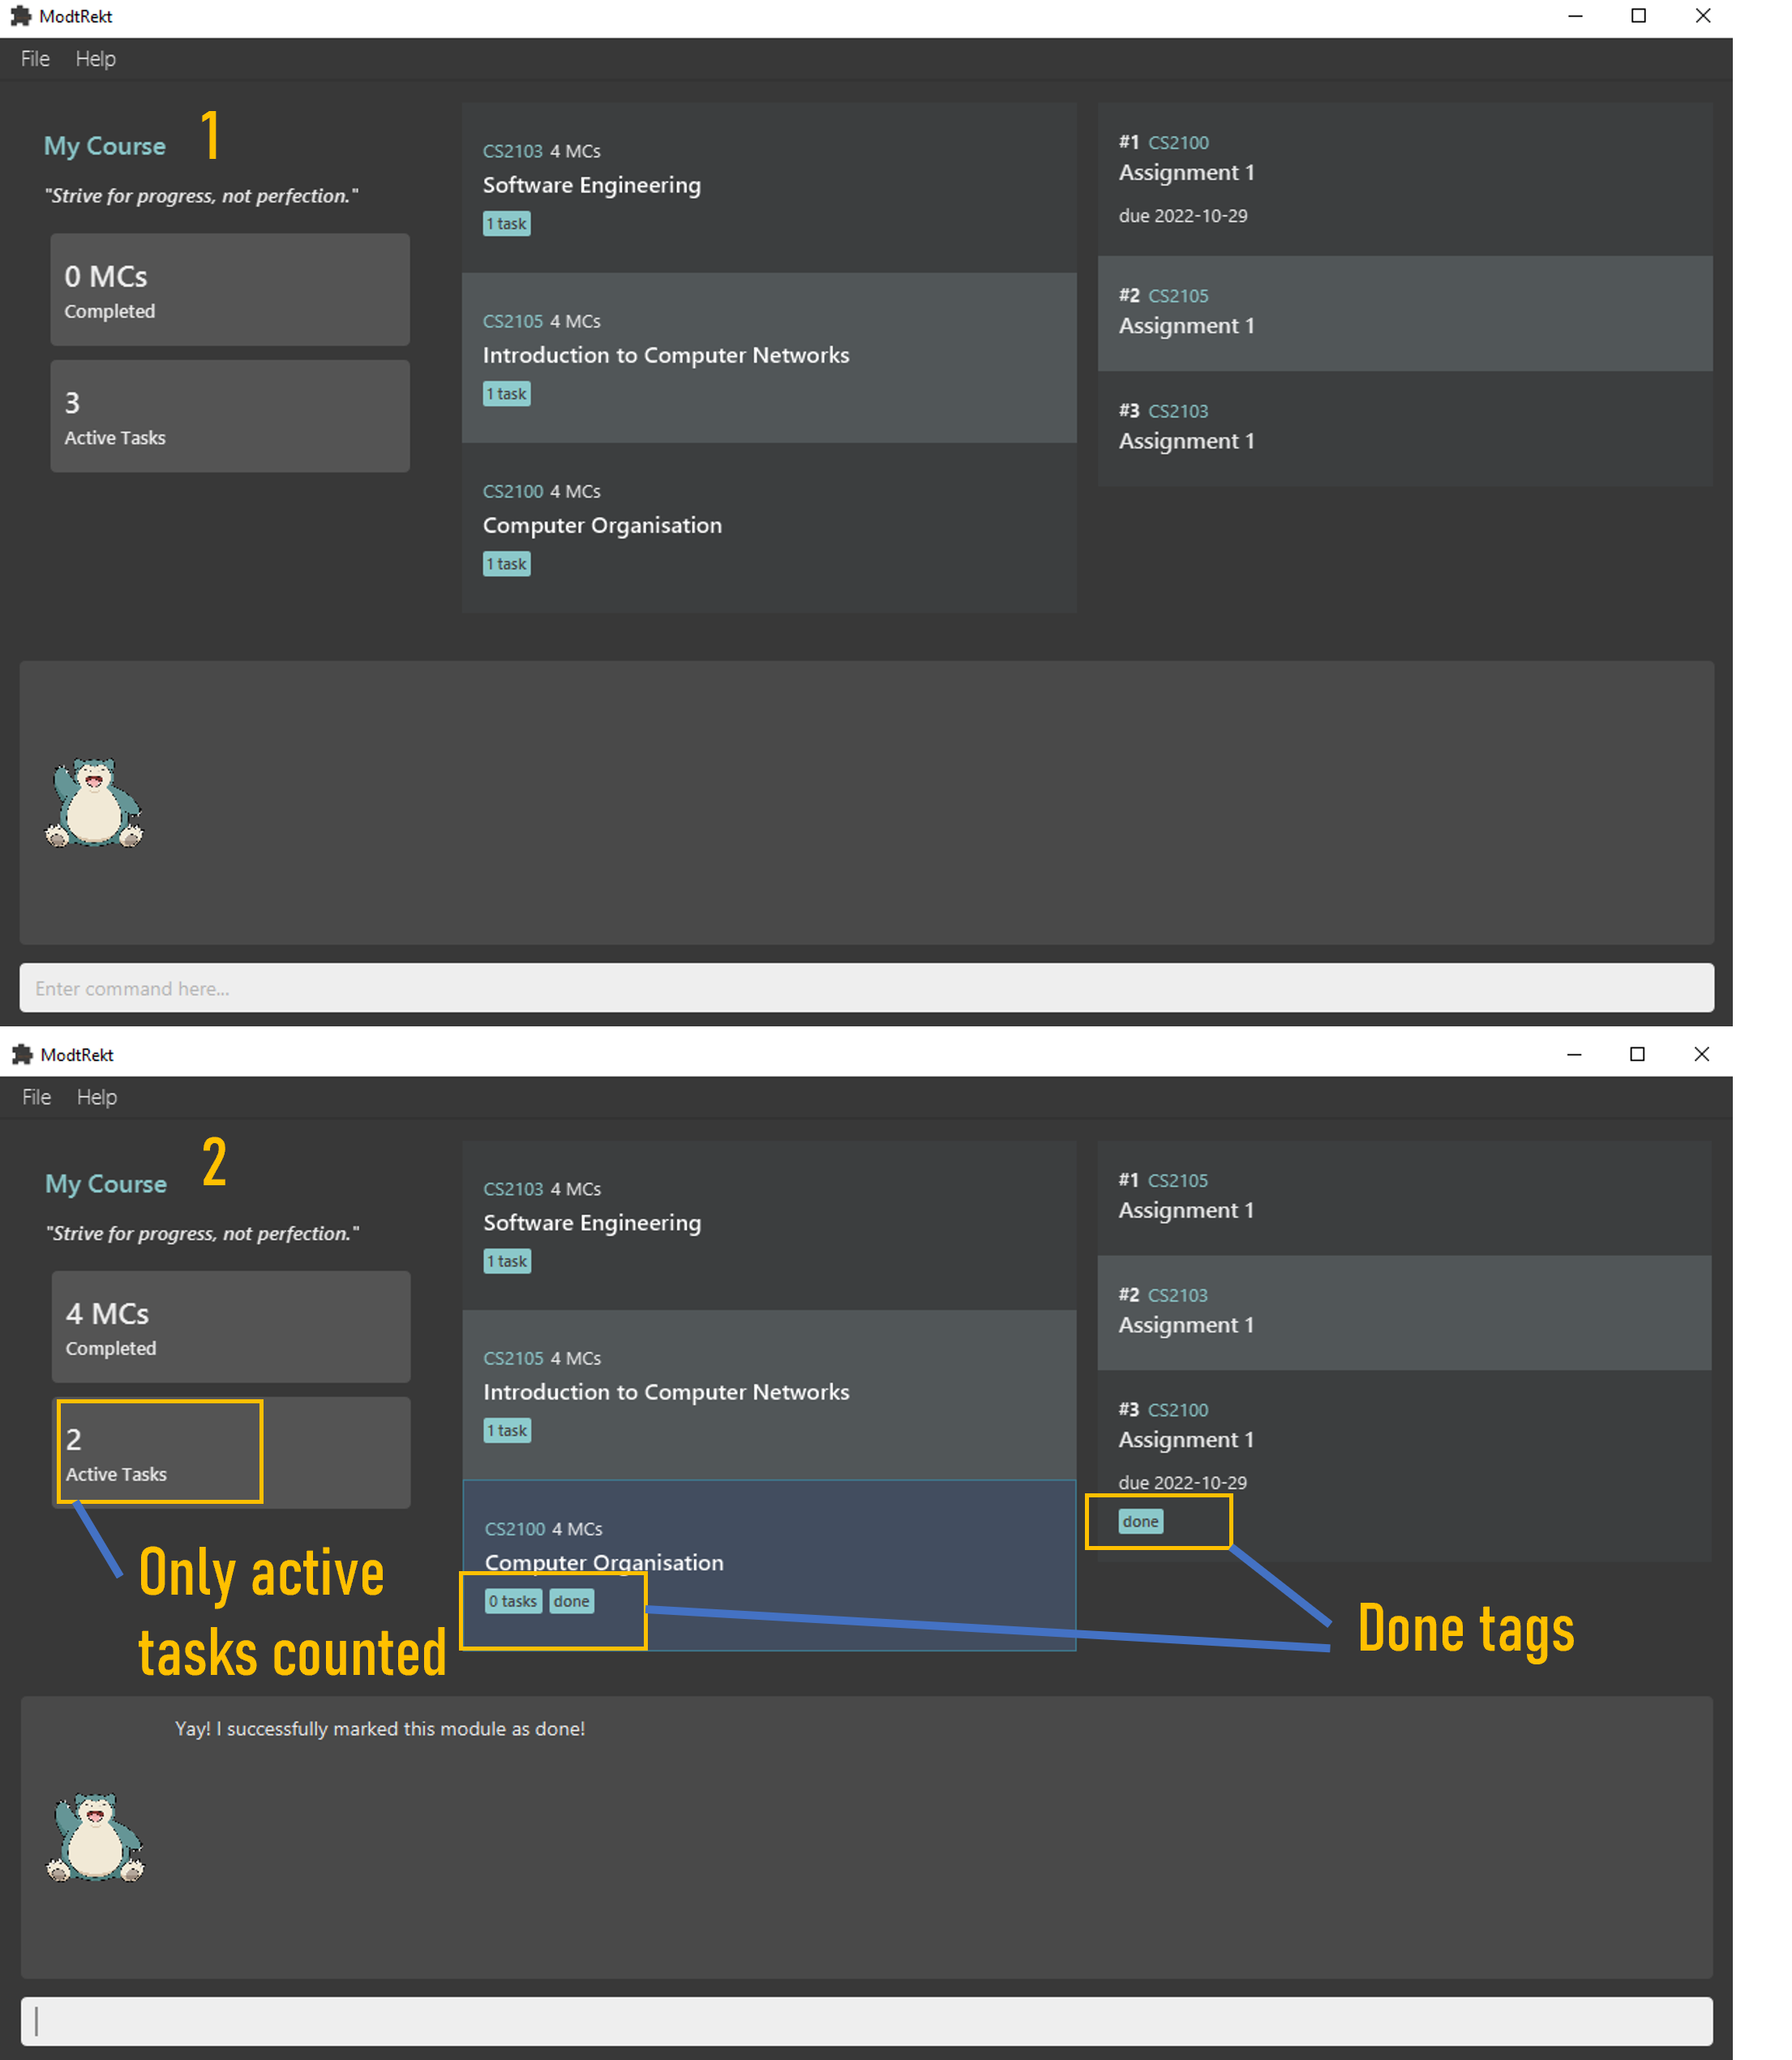 ModtRekt
File Help
My Course 1
"Strive for progress, not perfection."
0 MCs
Completed
3
Active Tasks
CS2103 4 MCs
Software Engineering
1 task
CS2105 4 MCs
Introduction to Computer Networks
1 task
CS2100 4 MCs
Computer Organisation
1 task
#1 CS2100
Assignment 1
due 2022-10-29
#2 CS2105
Assignment 1
#3 CS2103
Assignment 1
Enter command here...
ModtRekt
File Help
My Course 2
"Strive for progress, not perfection."
4 MCs
Completed
2
Active Tasks
Only active
tasks counted
CS2103 4 MCs
Software Engineering
1 task
CS2105 4 MCs
Introduction to Computer Networks
1 task
CS2100 4 MCs
Computer Organisation
0 tasks done
#1 CS2105
Assignment 1
#2 CS2103
Assignment 1
#3 CS2100
Assignment 1
due 2022-10-29
done
Done tags
Yay! I successfully marked this module as done!